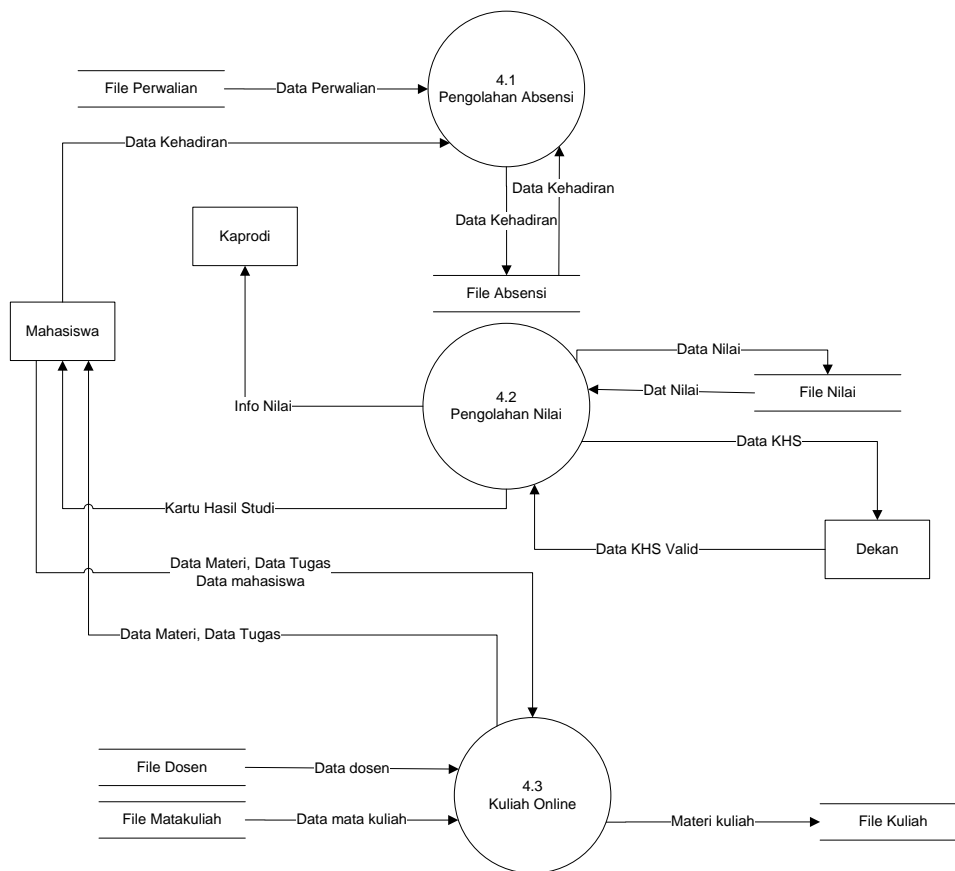 4.1
Pengolahan Absensi
File Perwalian
Data Perwalian
Data Kehadiran
Data Kehadiran
Data Kehadiran
Kaprodi
File Absensi
Mahasiswa
Data Nilai
4.2
Pengolahan Nilai
Dat Nilai
File Nilai
Info Nilai
Data KHS
Kartu Hasil Studi
Data KHS Valid
Dekan
Data Materi, Data Tugas
Data mahasiswa
Data Materi, Data Tugas
File Dosen
Data dosen
4.3
Kuliah Online
File Matakuliah
Data mata kuliah
Materi kuliah
File Kuliah